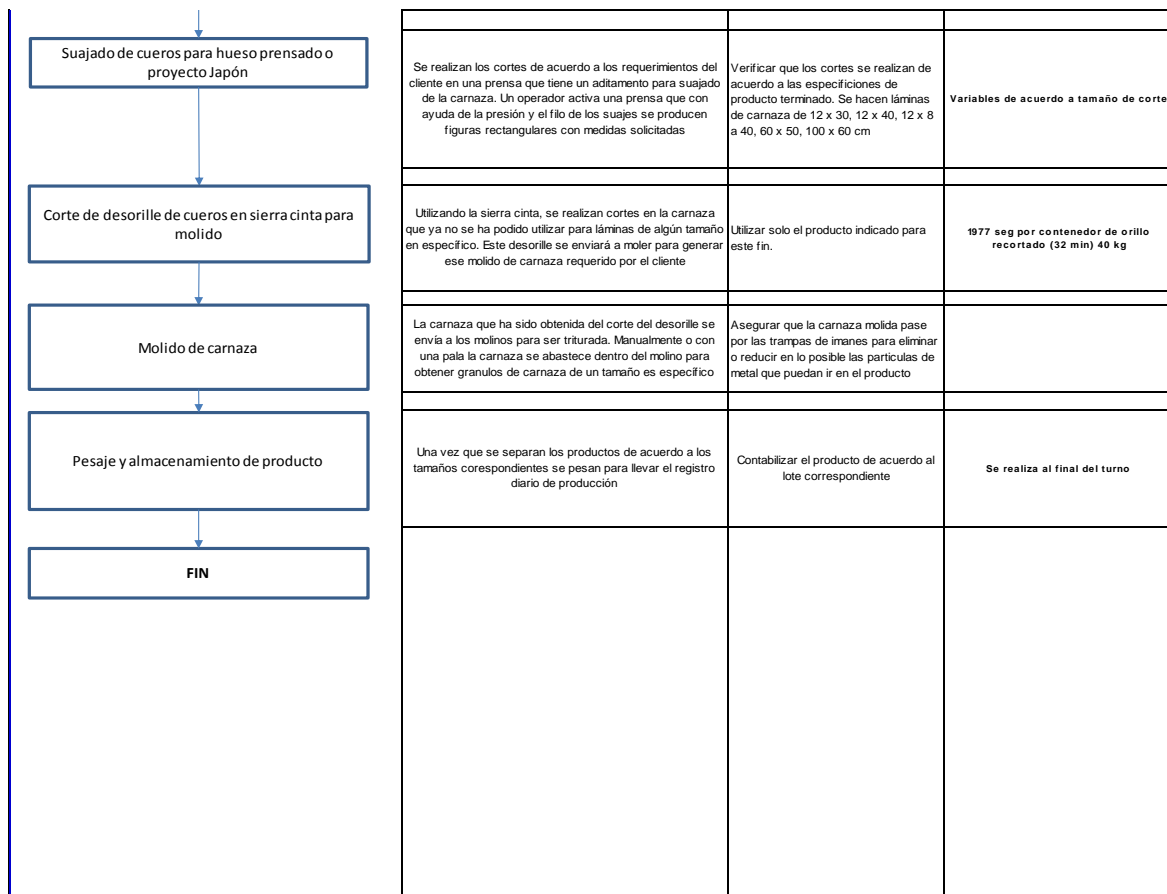 Suajado de cueros para hueso prensado o
proyecto Japón
Se realizan los cortes de acuerdo a los requerimientos del
cliente en una prensa que tiene un aditamento para suajado
de la carnaza. Un operador activa una prensa que con
ayuda de la presión y el filo de los suajes se producen
figuras rectangulares con medidas solicitadas
Verificar que los cortes se realizan de
acuerdo a las especificiones de
producto terminado. Se hacen láminas
de carnaza de 12 x 30, 12 x 40, 12 x 8
a 40, 60 x 50, 100 x 60 cm
Variables de acuerdo a tamaño de corte
Corte de desorille de cueros en sierra cinta para
molido
Utilizando la sierra cinta, se realizan cortes en la carnaza
que ya no se ha podido utilizar para láminas de algún tamaño
en específico. Este desorille se enviará a moler para generar
ese molido de carnaza requerido por el cliente
Utilizar solo el producto indicado para
este fin.
1977 seg por contenedor de orillo
recortado (32 min) 40 kg
Molido de carnaza
La carnaza que ha sido obtenida del corte del desorille se
envía a los molinos para ser triturada. Manualmente o con
una pala la carnaza se abastece dentro del molino para
obtener granulos de carnaza de un tamaño es específico
Asegurar que la carnaza molida pase
por las trampas de imanes para eliminar
o reducir en lo posible las particulas de
metal que puedan ir en el producto
Pesaje y almacenamiento de producto
Una vez que se separan los productos de acuerdo a los
tamaños corespondientes se pesan para llevar el registro
diario de producción
Contabilizar el producto de acuerdo al
lote correspondiente
Se realiza al final del turno
FIN